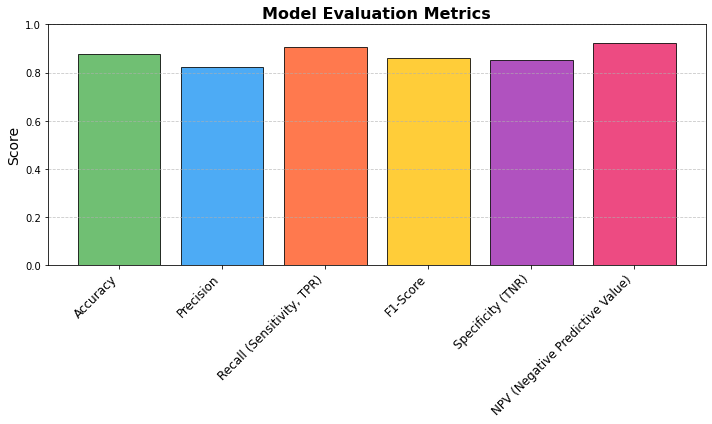 Model Evaluation Metrics
Score
1.0
0.8
0.6
0.4
0.2
0.0
Accuracy
Precision
Recall (Sensitivity, TPR)
F1-Score
Specificity (TNR)
NPV (Negative Predictive Value)